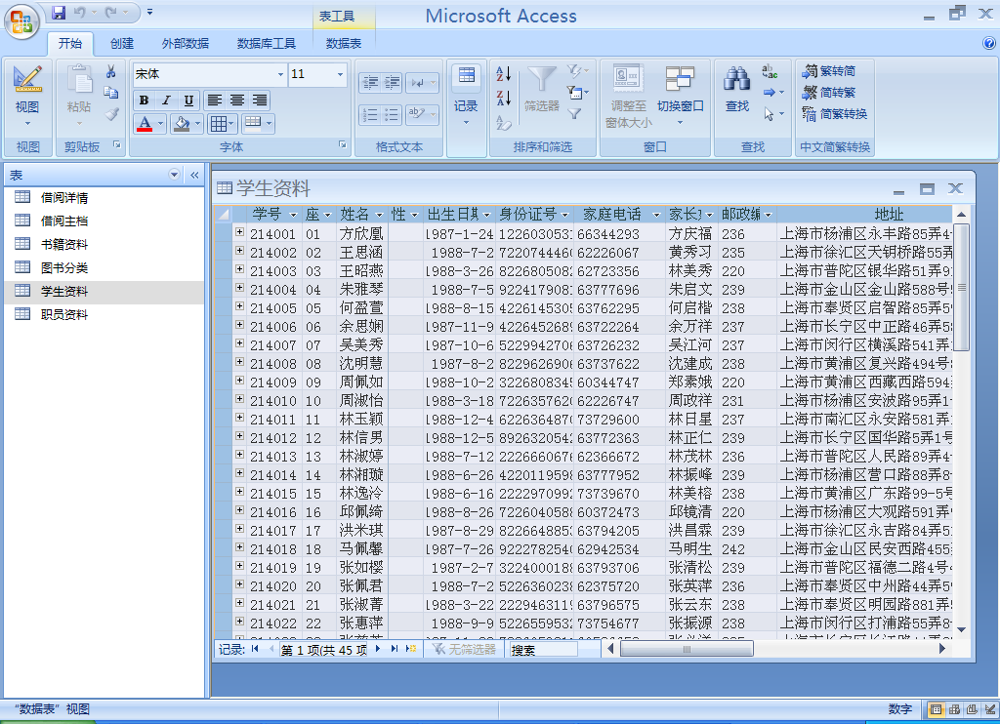 表工具
Microsoft Access
开始 创建 外部数据 数据库工具 数据表
视图 粘贴 宋体 11 记录 筛选器 调整至窗体大小 切换窗口 查找 繁转简 简转繁 简繁转换
B I U
视图 剪贴板 字体 格式文本 排序和筛选 窗口 查找 中文简繁转换
表
借阅详情
借阅主档
书籍资料
图书分类
学生资料
职员资料
学生资料
学号 座 姓名 性 出生日期 身份证号 家庭电话 家长 邮政编 地址
214001 01 方欣凰 1987-1-24 122603053 66344293 方庆福 236 上海市杨浦区永丰路85弄4
214002 02 王思涵 1988-7-2 722074446 62226067 黄秀习 235 上海市徐汇区天钥桥路55弄
214003 03 王昭燕 1988-3-26 822680508 62723356 林美秀 220 上海市普陀区银华路51弄9
214004 04 朱雅琴 1988-7-5 922417908 63777696 朱启文 239 上海市金山区金山路588号
214005 05 何盈萱 1988-8-15 422614530 63762295 何启楷 238 上海市奉贤区启智路85弄5
214006 06 余思娴 1987-11-9 422645268 63722264 余万祥 237 上海市长宁区中正路46弄5
214007 07 吴美秀 1987-10-6 522994270 63726232 吴江河 237 上海市闵行区横溪路541弄
214008 08 沈明慧 1987-8-2 822962690 63737622 沈建成 238 上海市黄浦区复兴路494号
214009 09 周佩如 1988-10-2 322680834 60344747 郑素娥 220 上海市黄浦区西藏西路594
214010 10 周淑怡 1988-3-18 722635762 62226747 周政祥 231 上海市杨浦区安波路95弄1
214011 11 林玉颖 1988-12-4 622636487 73729600 林日星 237 上海市南汇区永安路581弄
214012 12 林信男 1988-12-5 892632054 63772363 林正仁 239 上海市长宁区国华路5弄1号
214013 13 林淑婷 1988-7-12 222666067 62366672 林茂林 236 上海市普陀区人民路89弄4
214014 14 林湘璇 1988-6-26 422011959 63777952 林振峰 239 上海市杨浦区营口路88弄8
214015 15 林逸泠 1988-6-16 222297099 73739670 林美榕 238 上海市黄浦区广东路99-5号
214016 16 邱佩绮 1988-8-26 722604058 60372473 邱镜清 220 上海市杨浦区大观路591弄
214017 17 洪米琪 1987-8-29 822664885 63794205 洪昌霖 239 上海市徐汇区永吉路84弄5
214018 18 马佩馨 1987-7-26 922278254 62942534 马明生 242 上海市金山区民安西路455
214019 19 张如樱 1987-2-7 322400018 63793706 张清松 239 上海市普陀区福德二路4号
214020 20 张佩君 1988-7-2 522636023 62375720 张英萍 236 上海市奉贤区中州路44弄5
214021 21 张淑菁 1988-3-22 222946311 63796575 张云东 238 上海市奉贤区明园路881弄
214022 22 张惠萍 1988-9-9 522655953 73754677 张振源 238 上海市闵行区打浦路55弄
记录: 第 1 项(共 45 项 无筛选器 搜索
“数据表” 视图 数字